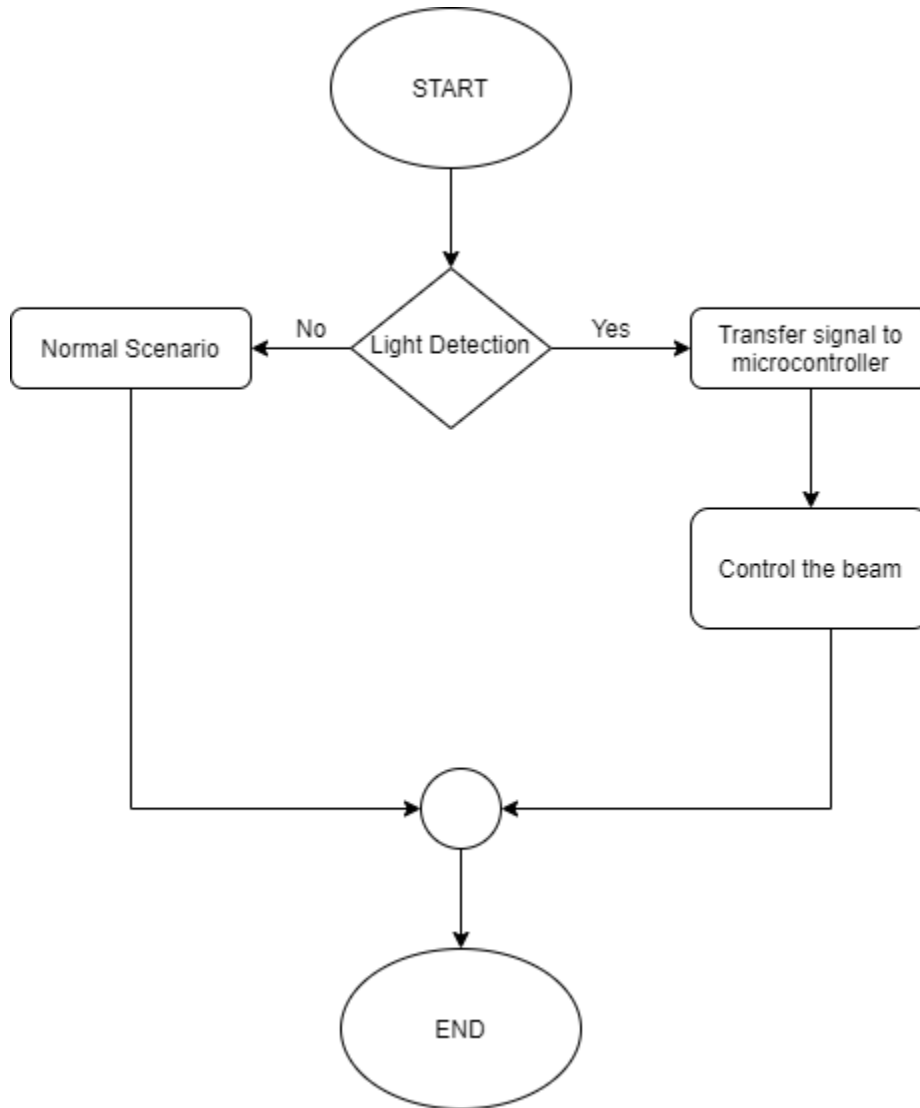 START
No
Yes
Normal Scenario
Light Detection
Transfer signal to
microcontroller
Control the beam
END